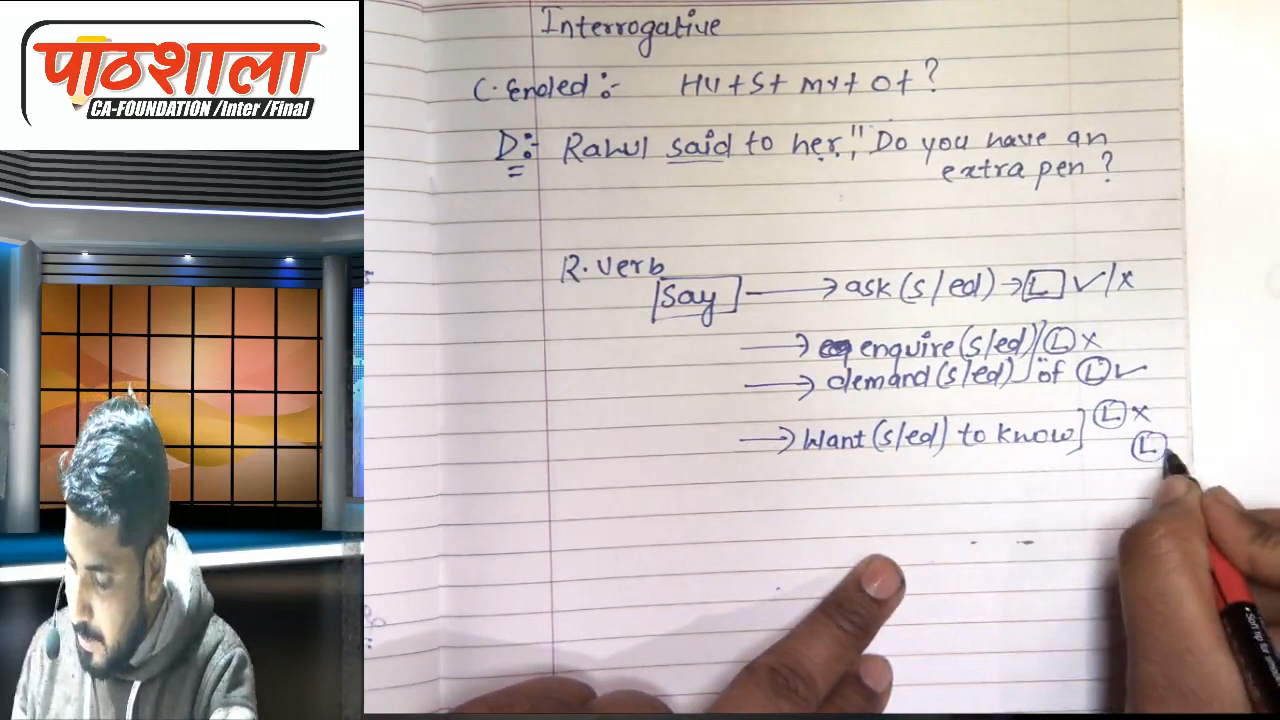 पाठशाला
CA-FOUNDATION /Inter /Final
Interrogative
C. Ended :- HV + S + MV + O + ?
D:- Rahul said to her, " Do you have an
extra pen ?
R. verb
Say → ask (s/ed) → L ✓/x
→ enquire (s/ed) L x
→ demand (s/ed) of L ✓
→ Want (s/ed) to know] L x
L